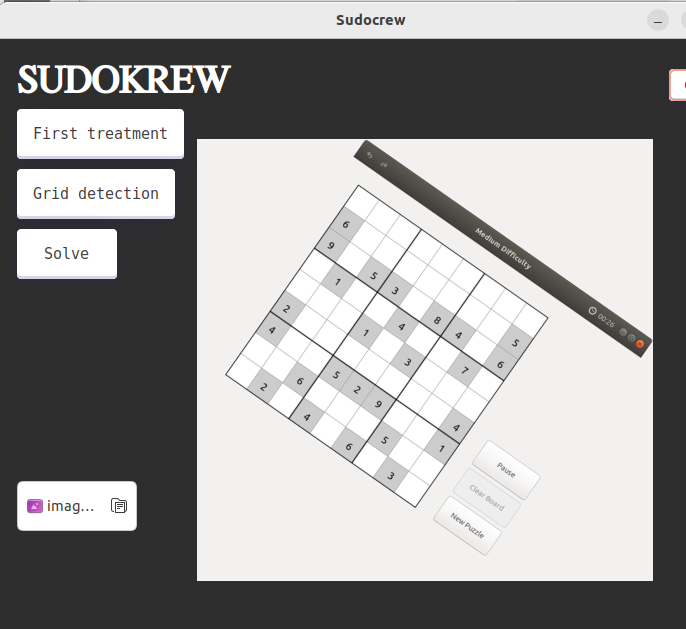 Sudocrew
SUDOKREW
First treatment
Grid detection
Solve
imag...
Medium Difficulty
00:26
6 5
9 5 3 8 4 6
1 4 7
1 3
2 4
4 5 2 9 1
6 5
2 4 6 3
Pause
Clear Board
New Puzzle